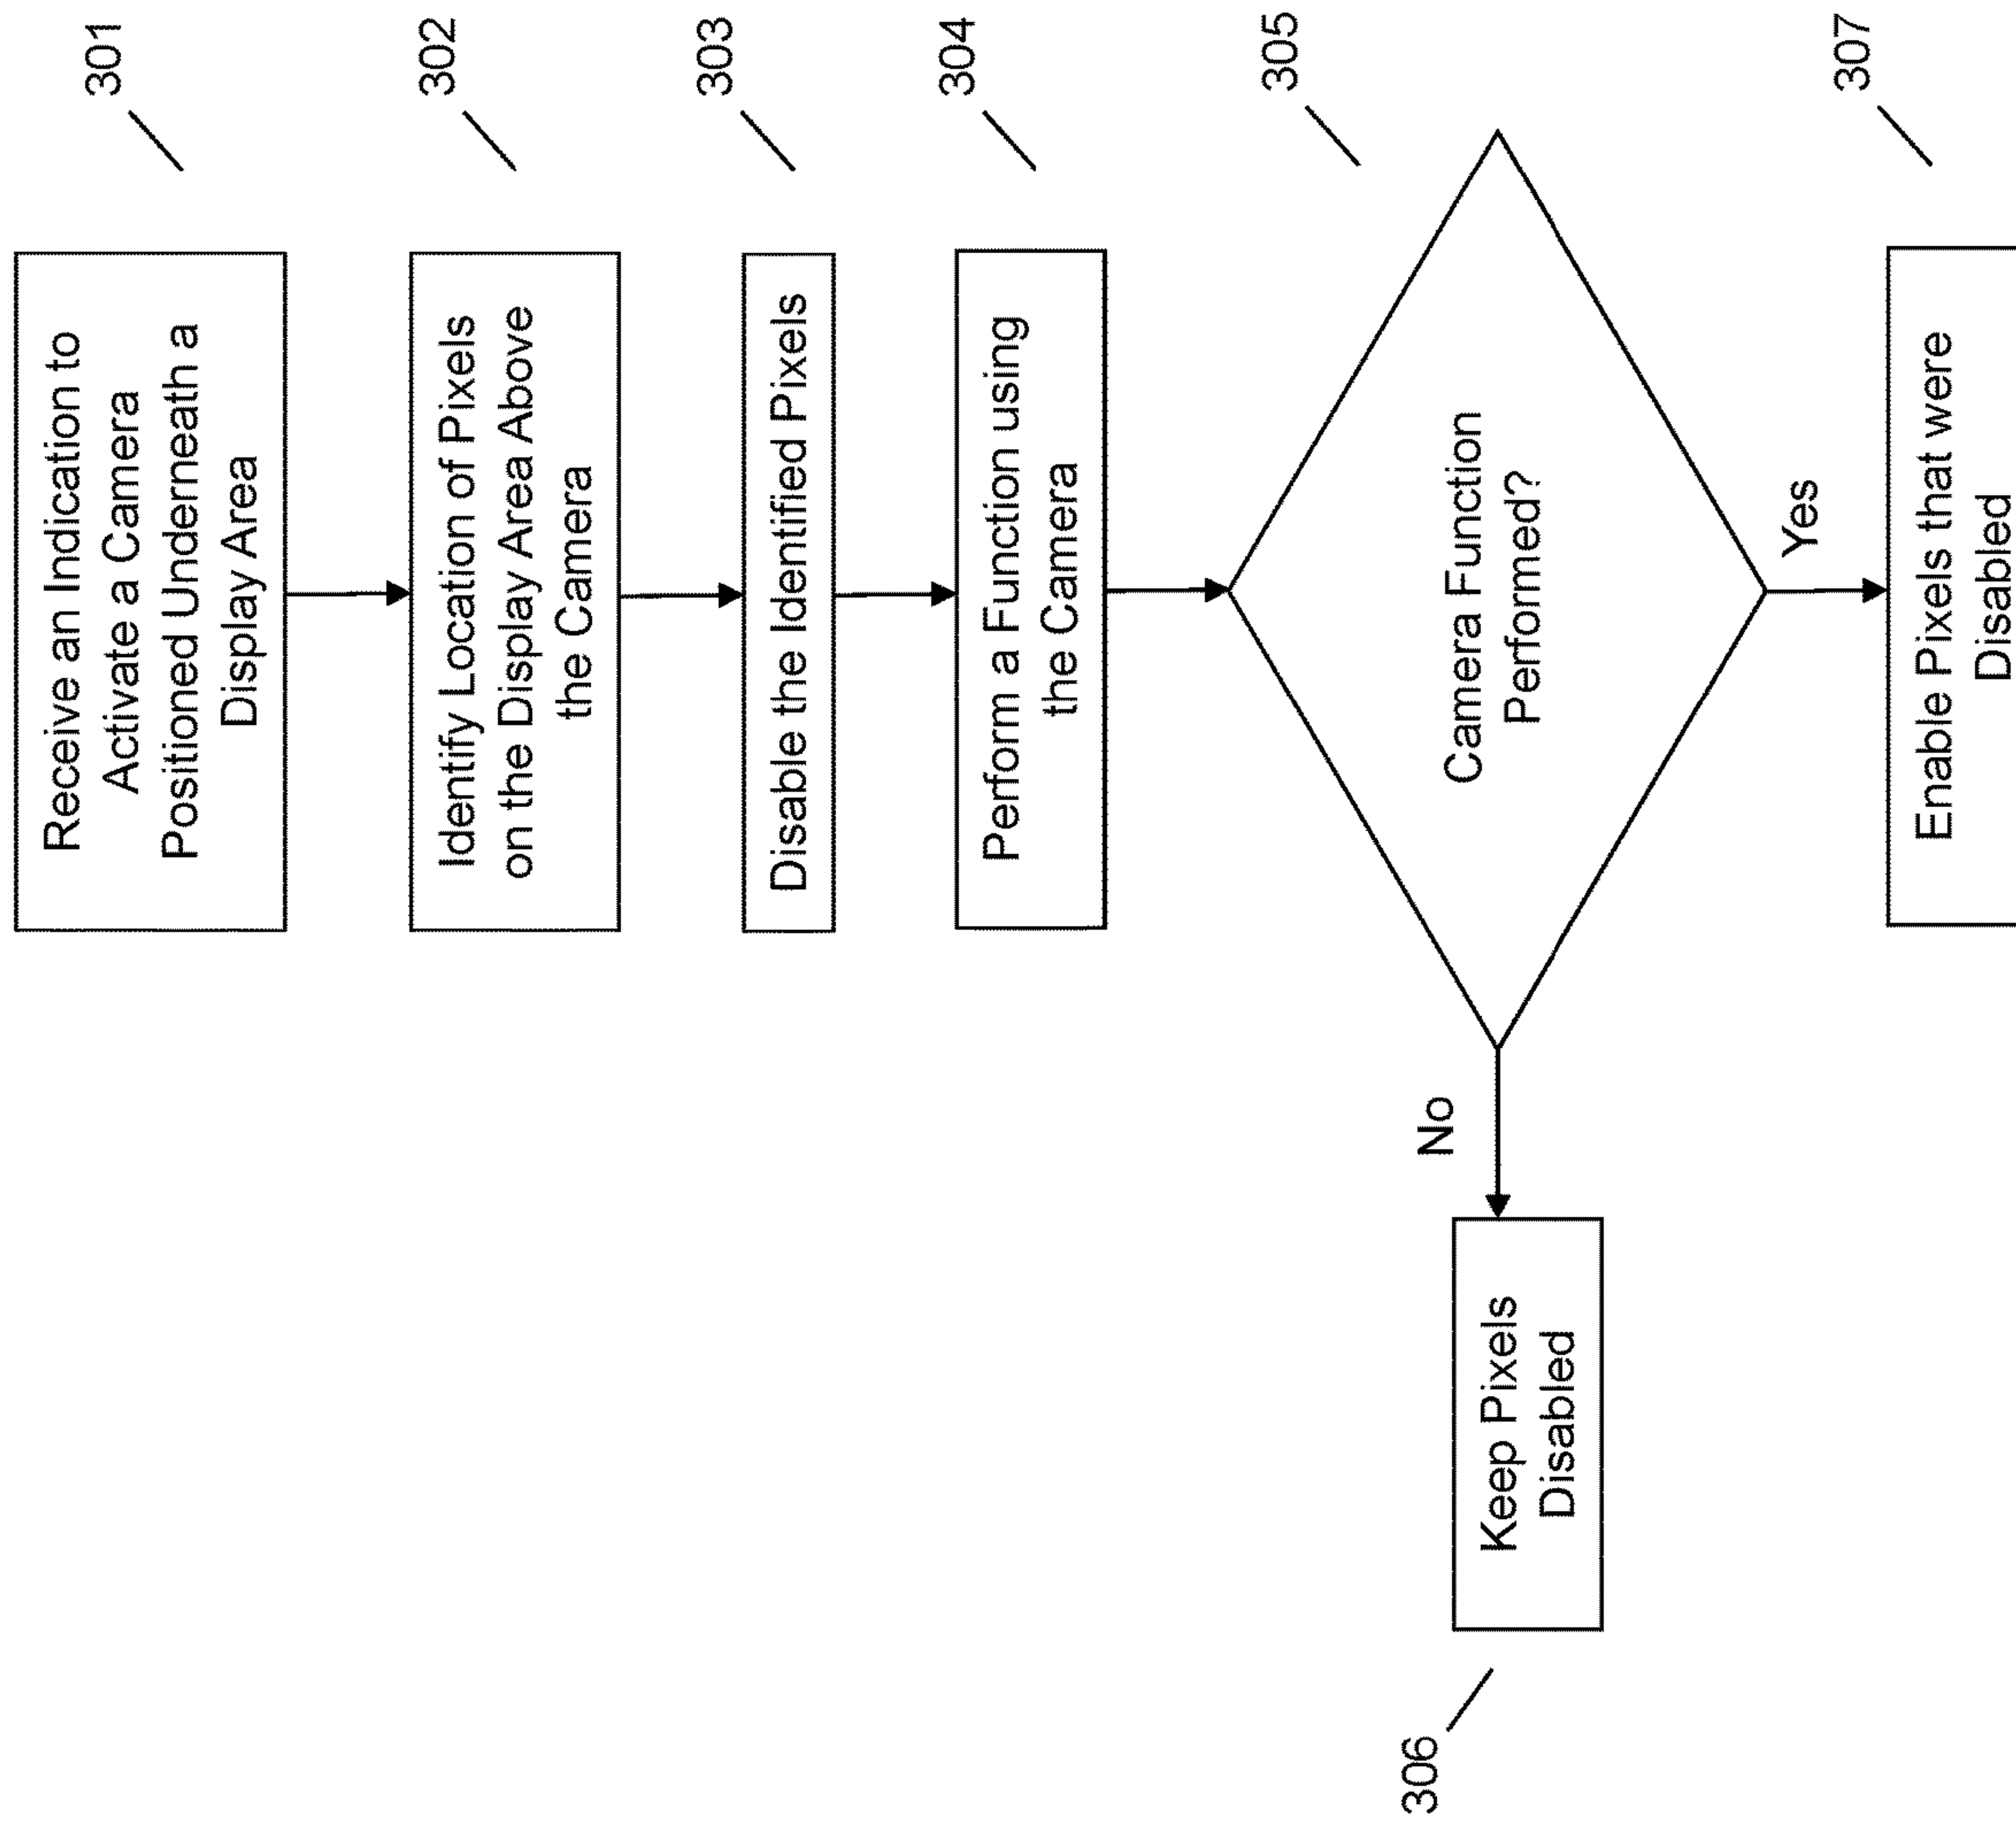 Receive an Indication to
Activate a Camera
Positioned Underneath a
Display Area
301
Identify Location of Pixels
on the Display Area Above
the Camera
302
Disable the Identified Pixels
303
Perform a Function using
the Camera
304
Camera Function
Performed?
305
No
Keep Pixels
Disabled
306
Yes
Enable Pixels that were
Disabled
307